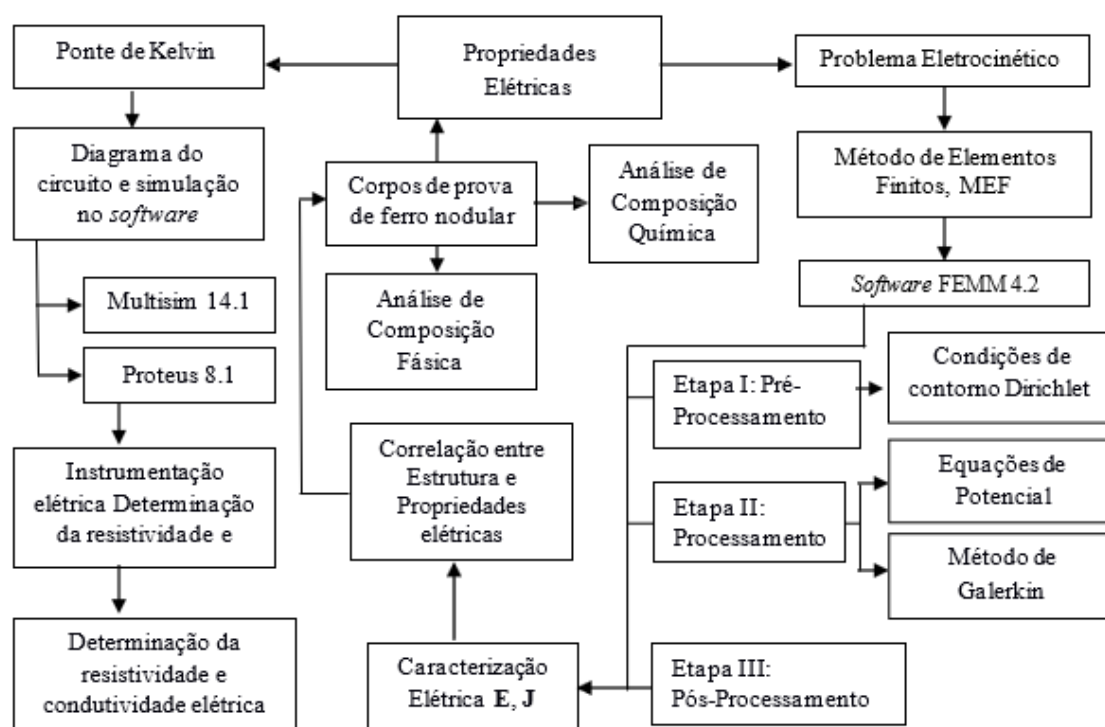 Ponte de Kelvin
Propriedades
Elétricas
Problema Eletrocinético
Diagrama do
circuito e simulação
no software
Corpos de prova
de ferro nodular
Análise de
Composição
Química
Método de Elementos
Finitos, MEF
Software FEMM 4.2
Multisim 14.1
Análise de
Composição
Fásica
Proteus 8.1
Etapa I: Pré-
Processamento
Condições de
contorno Dirichlet
Instrumentação
elétrica Determinação
da resistividade e
Correlação entre
Estrutura e
Propriedades
elétricas
Etapa II:
Processamento
Equações de
Potencial
Método de
Galerkin
Determinação da
resistividade e
condutividade elétrica
Caracterização
Elétrica E, J
Etapa III:
Pós-Processamento